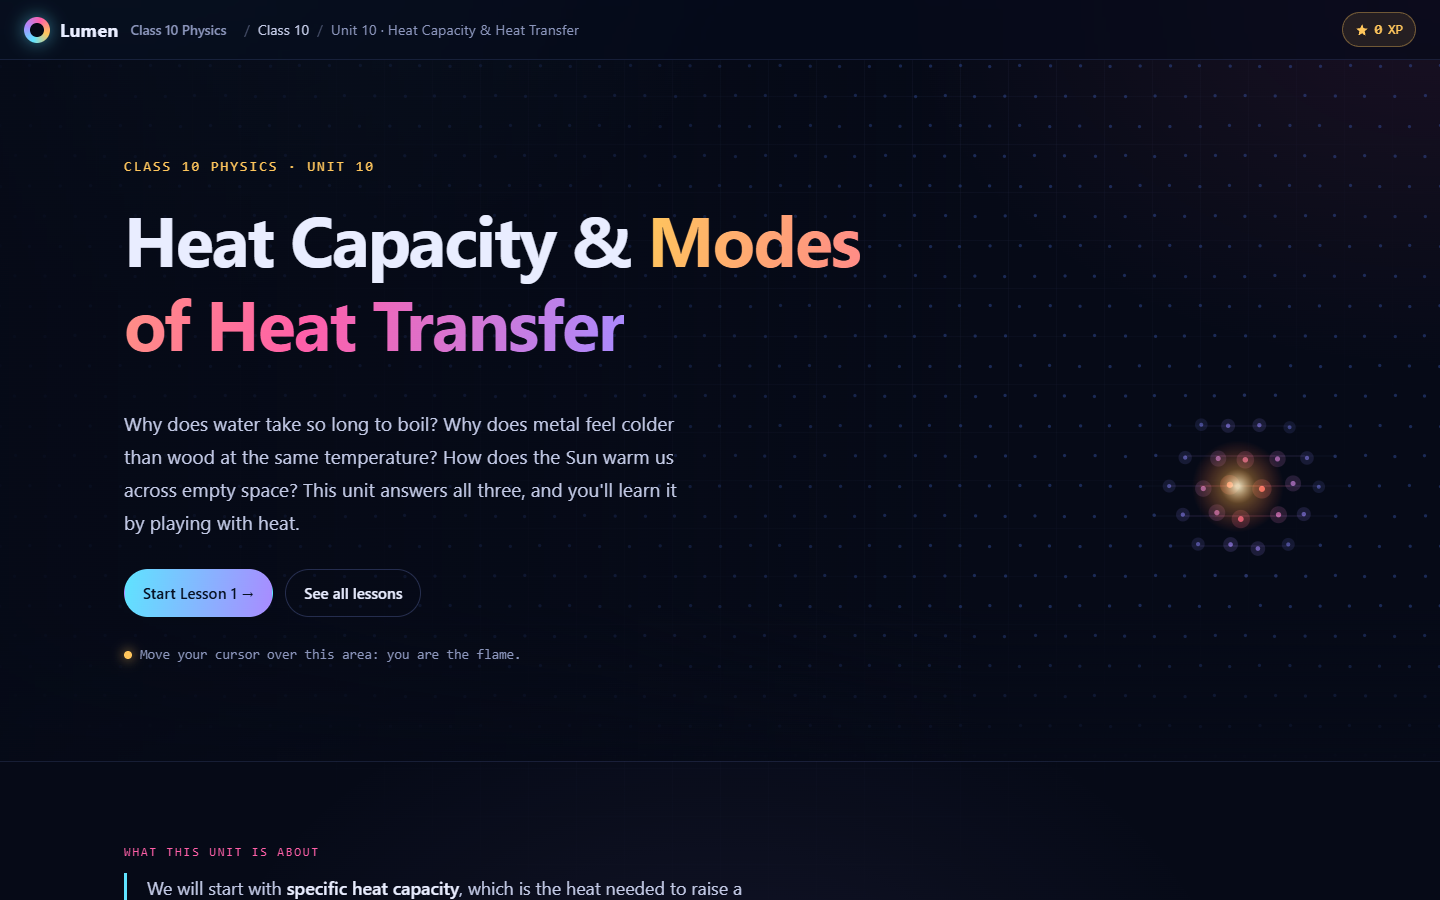 Lumen Class 10 Physics / Class 10 / Unit 10 · Heat Capacity & Heat Transfer
★ 0 XP
CLASS 10 PHYSICS · UNIT 10
Heat Capacity & Modes
of Heat Transfer
Why does water take so long to boil? Why does metal feel colder
than wood at the same temperature? How does the Sun warm us
across empty space? This unit answers all three, and you'll learn it
by playing with heat.
Start Lesson 1 →
See all lessons
Move your cursor over this area: you are the flame.
WHAT THIS UNIT IS ABOUT
We will start with specific heat capacity, which is the heat needed to raise a